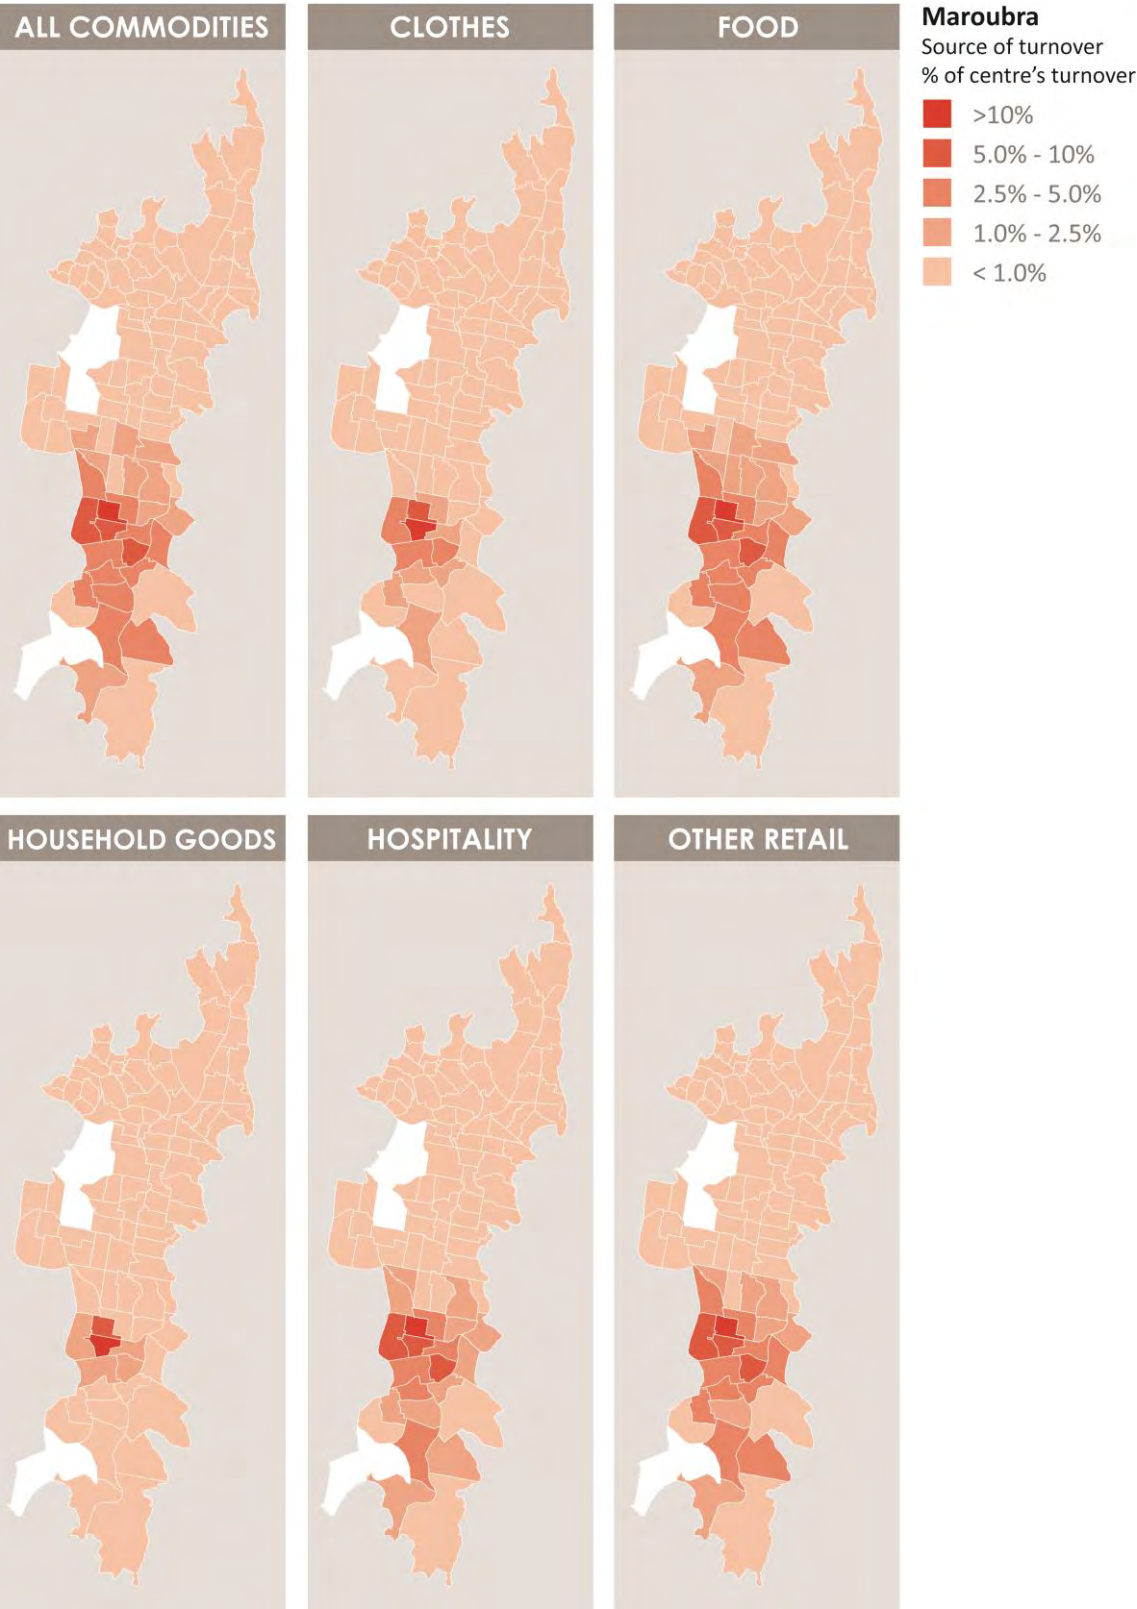 ALL COMMODITIES
CLOTHES
FOOD
Maroubra
Source of turnover
% of centre's turnover
>10%
5.0% - 10%
2.5% - 5.0%
1.0% - 2.5%
< 1.0%
HOUSEHOLD GOODS
HOSPITALITY
OTHER RETAIL